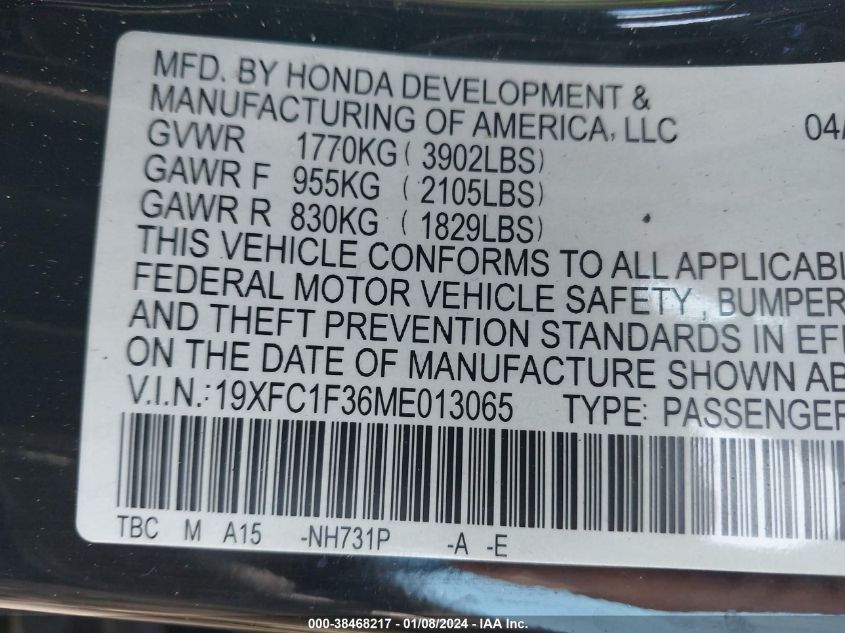 MFD. BY HONDA DEVELOPMENT &
MANUFACTURING OF AMERICA, LLC 04/
GVWR 1770KG ( 3902LBS)
GAWR F 955KG ( 2105LBS)
GAWR R 830KG ( 1829LBS)
THIS VEHICLE CONFORMS TO ALL APPLICABL
FEDERAL MOTOR VEHICLE SAFETY , BUMPER
AND THEFT PREVENTION STANDARDS IN EFF
ON THE DATE OF MANUFACTURE SHOWN AB
V.I.N.: 19XFC1F36ME013065 TYPE: PASSENGER
TBC M A15 -NH731P -A -E
000-38468217 - 01/08/2024 - IAA Inc.